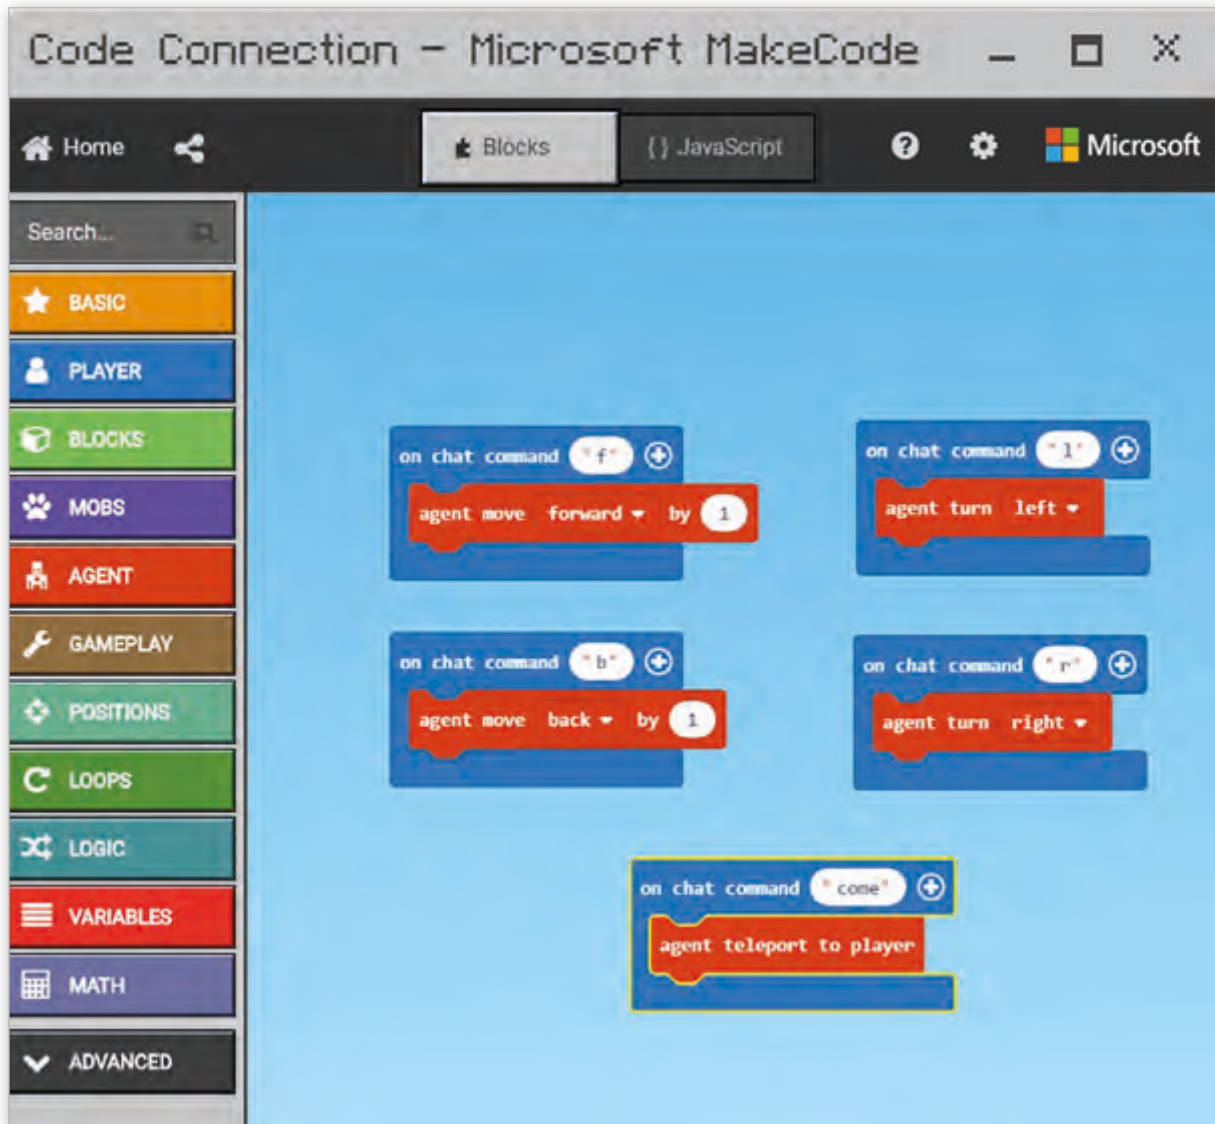 Code Connection - Microsoft MakeCode
Home
Blocks
{} JavaScript
Microsoft
Search...
BASIC
PLAYER
BLOCKS
MOBS
AGENT
GAMEPLAY
POSITIONS
LOOPS
LOGIC
VARIABLES
MATH
ADVANCED
on chat command "f"
agent move forward by 1
on chat command "l"
agent turn left
on chat command "b"
agent move back by 1
on chat command "r"
agent turn right
on chat command "come"
agent teleport to player